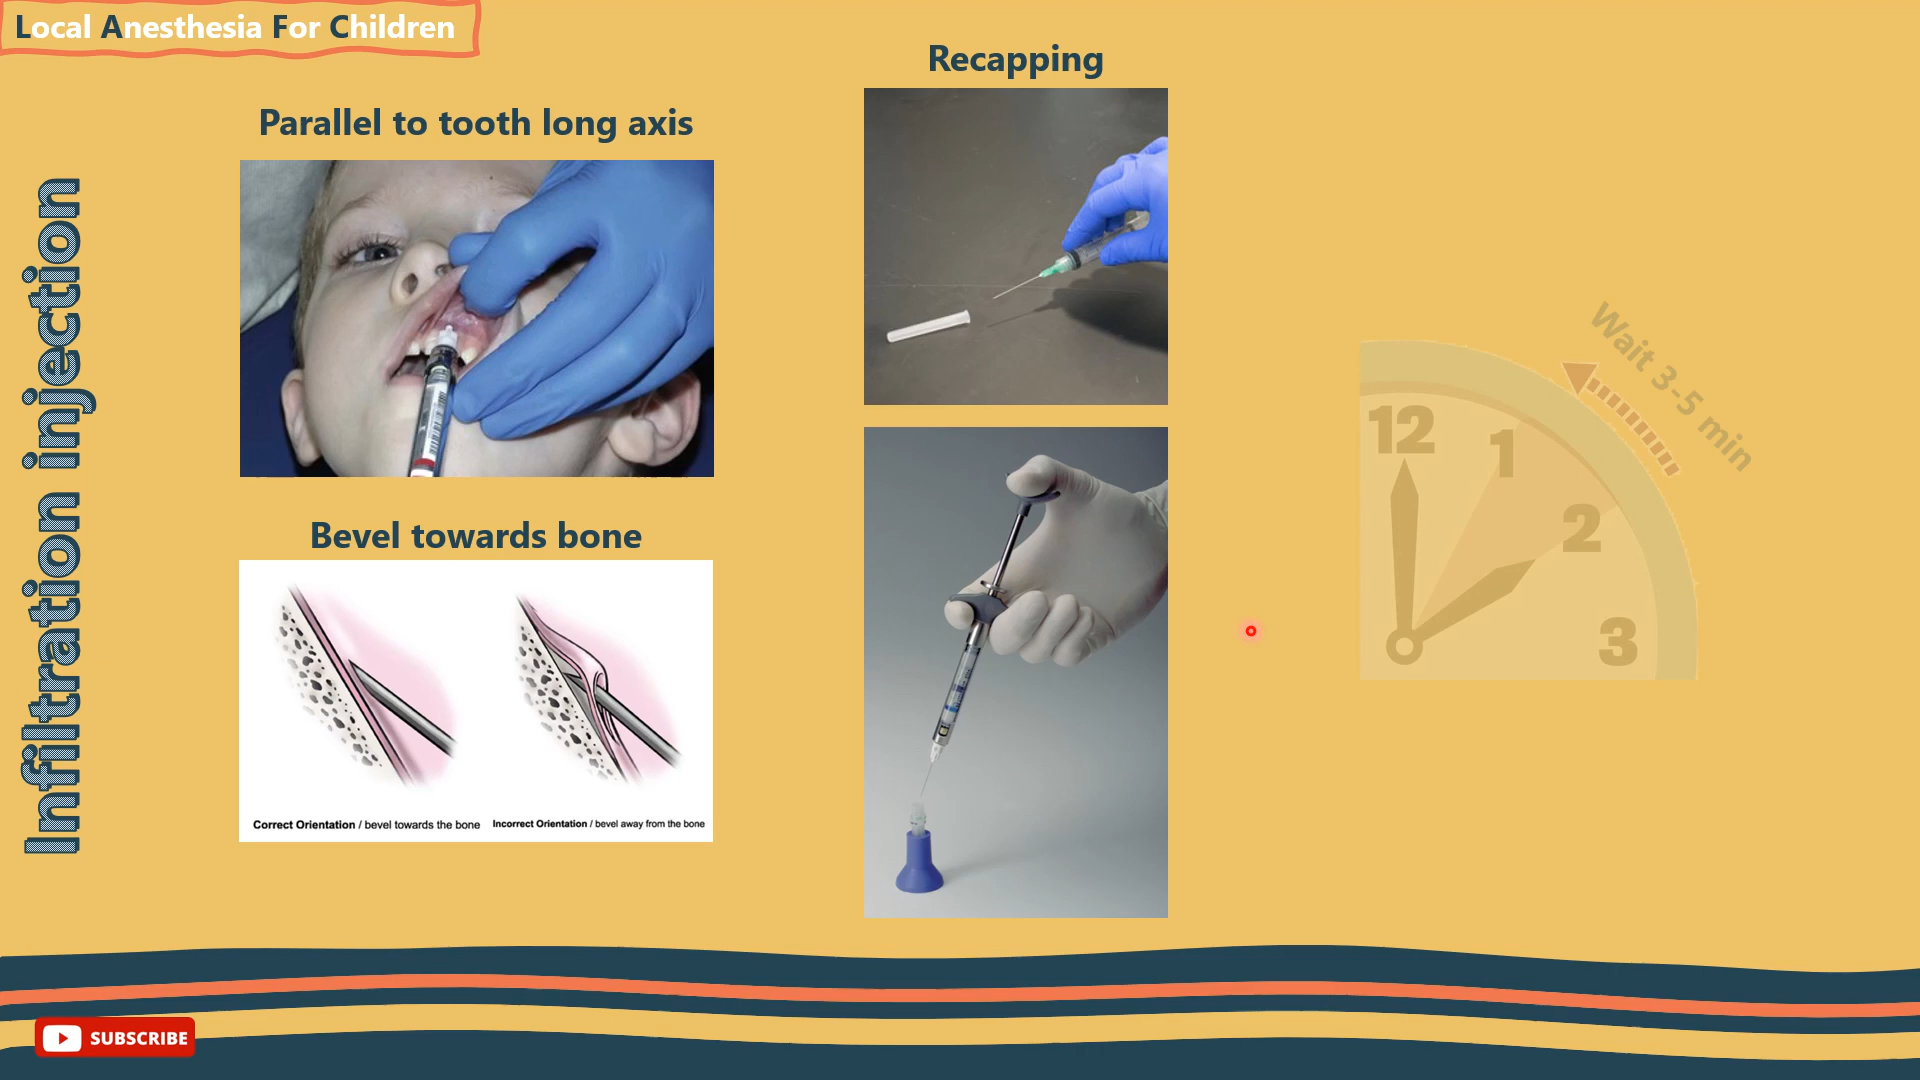 Local Anesthesia For Children
Infiltration injection
Parallel to tooth long axis
Bevel towards bone
Correct Orientation / bevel towards the bone
Incorrect Orientation / bevel away from the bone
Recapping
Wait 3-5 min
12
1
2
3
SUBSCRIBE